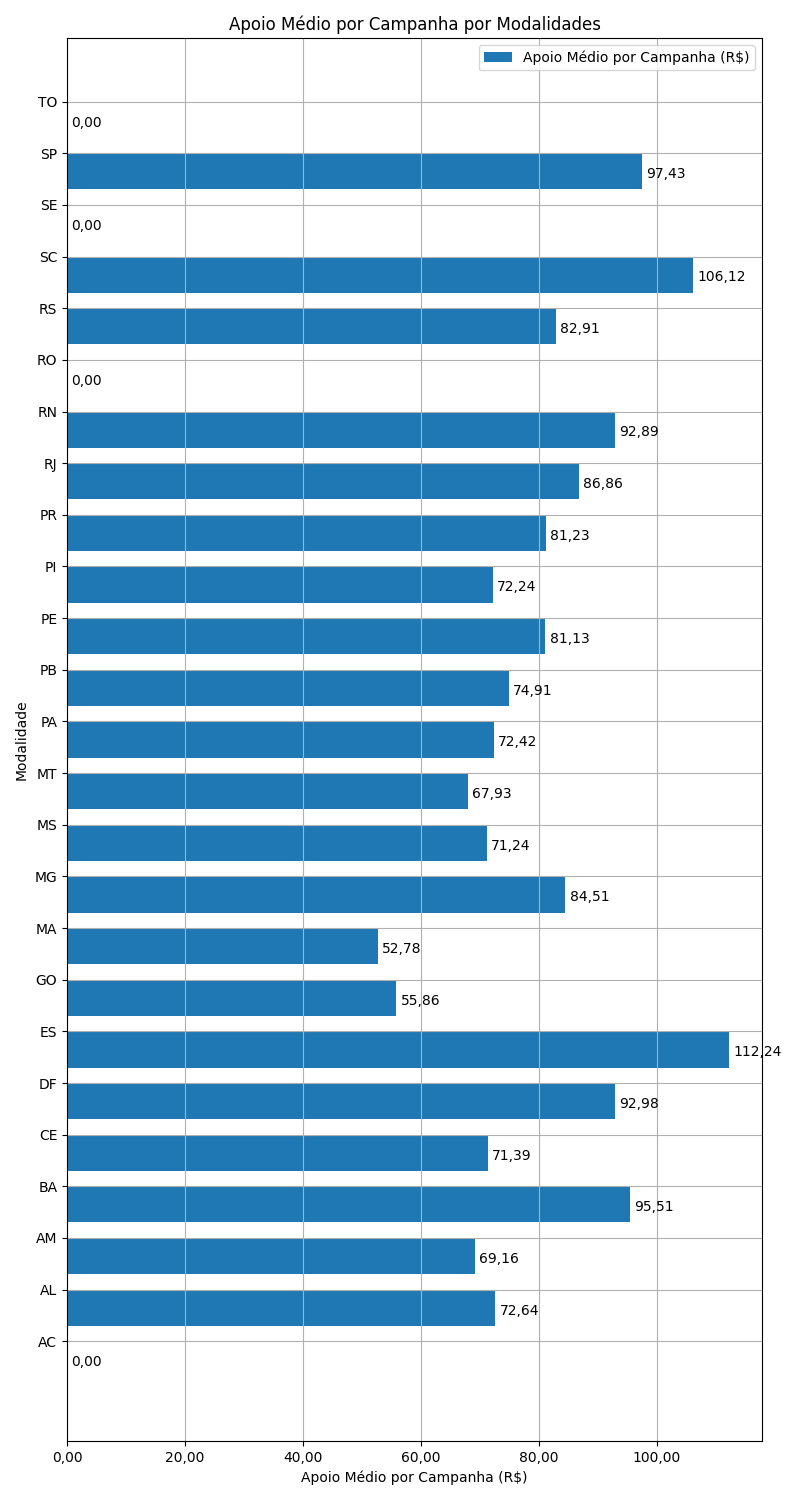 Apoio Médio por Campanha por Modalidades
Apoio Médio por Campanha (R$)
TO
0,00
SP
97,43
SE
0,00
SC
106,12
RS
82,91
RO
0,00
RN
92,89
RJ
86,86
PR
81,23
PI
72,24
PE
81,13
PB
74,91
PA
72,42
MT
67,93
MS
71,24
MG
84,51
MA
52,78
GO
55,86
ES
112,24
DF
92,98
CE
71,39
BA
95,51
AM
69,16
AL
72,64
AC
0,00
Modalidade
0,00 20,00 40,00 60,00 80,00 100,00
Apoio Médio por Campanha (R$)